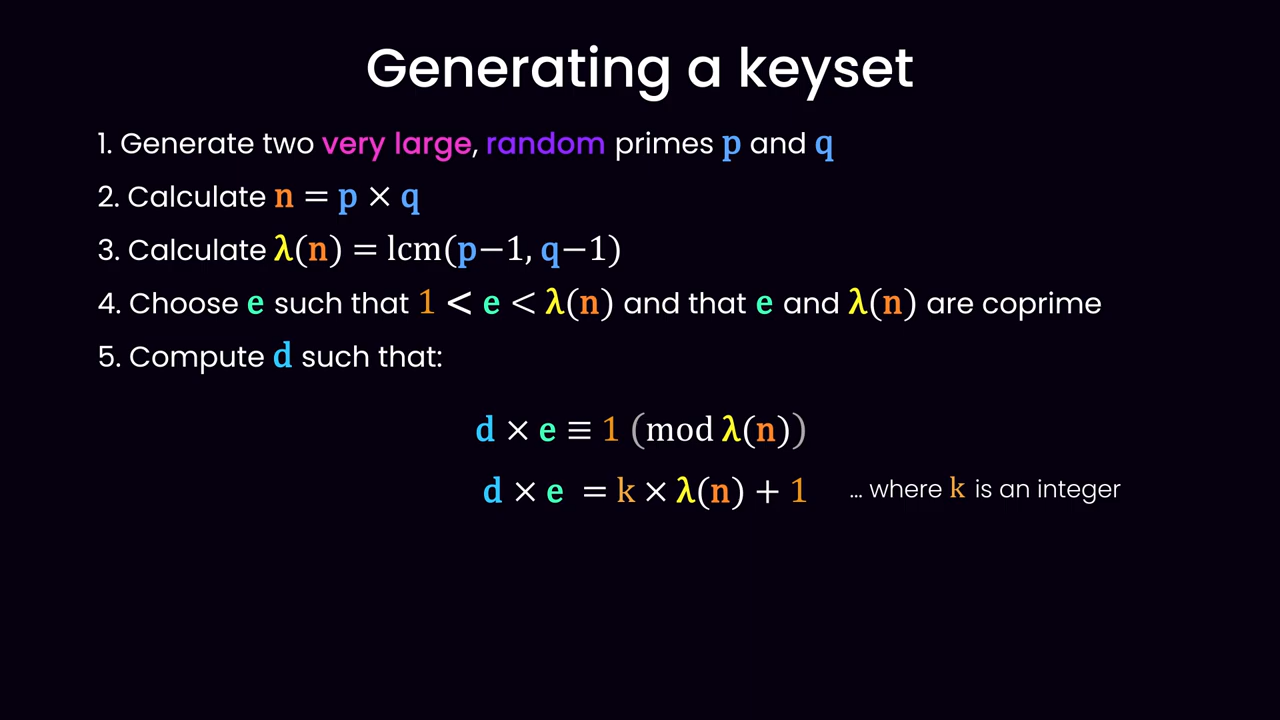 Generating a keyset
1. Generate two very large, random primes p and q
2. Calculate n = p × q
3. Calculate λ(n) = lcm(p−1, q−1)
4. Choose e such that 1 < e < λ(n) and that e and λ(n) are coprime
5. Compute d such that:
d × e ≡ 1 (mod λ(n))
d × e = k × λ(n) + 1 ... where k is an integer